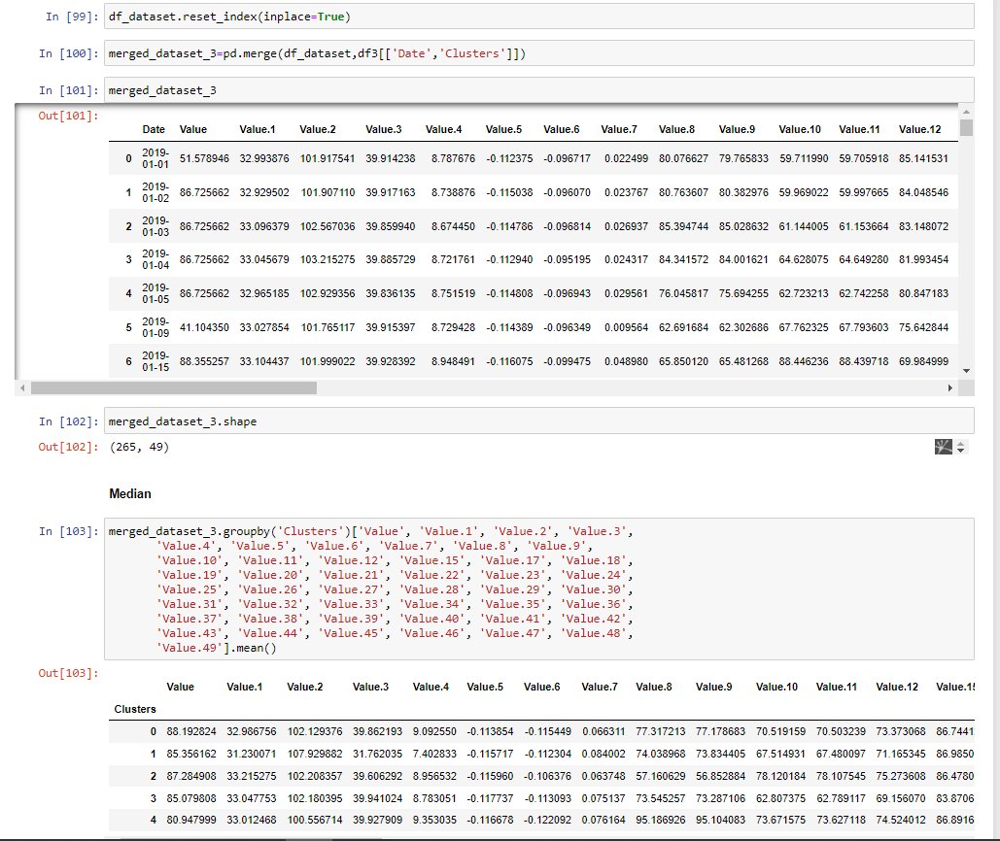 In [99]: df_dataset.reset_index(inplace=True)
In [100]: merged_dataset_3=pd.merge(df_dataset,df3[['Date','Clusters']])
In [101]: merged_dataset_3
Out[101]:
Date Value Value.1 Value.2 Value.3 Value.4 Value.5 Value.6 Value.7 Value.8 Value.9 Value.10 Value.11 Value.12
0 2019-01-01 51.578946 32.993876 101.917541 39.914238 8.787676 -0.112375 -0.096717 0.022499 80.076627 79.765833 59.711990 59.705918 85.141531
1 2019-01-02 86.725662 32.929502 101.907110 39.917163 8.738876 -0.115038 -0.096070 0.023767 80.763607 80.382976 59.969022 59.997665 84.048546
2 2019-01-03 86.725662 33.096379 102.567036 39.859940 8.674450 -0.114786 -0.096814 0.026937 85.394744 85.028632 61.144005 61.153664 83.148072
3 2019-01-04 86.725662 33.045679 103.215275 39.885729 8.721761 -0.112940 -0.095195 0.024317 84.341572 84.001621 64.628075 64.649280 81.993454
4 2019-01-05 86.725662 32.965185 102.929356 39.836135 8.751519 -0.114808 -0.096943 0.029561 76.045817 75.694255 62.723213 62.742258 80.847183
5 2019-01-09 41.104350 33.027854 101.765117 39.915397 8.729428 -0.114389 -0.096349 0.009564 62.691684 62.302686 67.762325 67.793603 75.642844
6 2019-01-15 88.355257 33.104437 101.999022 39.928392 8.948491 -0.116075 -0.099475 0.048980 65.850120 65.481268 88.446236 88.439718 69.984999
In [102]: merged_dataset_3.shape
Out[102]: (265, 49)
Median
In [103]: merged_dataset_3.groupby('Clusters')['Value', 'Value.1', 'Value.2', 'Value.3',
'Value.4', 'Value.5', 'Value.6', 'Value.7', 'Value.8', 'Value.9',
'Value.10', 'Value.11', 'Value.12', 'Value.15', 'Value.17', 'Value.18',
'Value.19', 'Value.20', 'Value.21', 'Value.22', 'Value.23', 'Value.24',
'Value.25', 'Value.26', 'Value.27', 'Value.28', 'Value.29', 'Value.30',
'Value.31', 'Value.32', 'Value.33', 'Value.34', 'Value.35', 'Value.36',
'Value.37', 'Value.38', 'Value.39', 'Value.40', 'Value.41', 'Value.42',
'Value.43', 'Value.44', 'Value.45', 'Value.46', 'Value.47', 'Value.48',
'Value.49'].mean()
Out[103]:
Value Value.1 Value.2 Value.3 Value.4 Value.5 Value.6 Value.7 Value.8 Value.9 Value.10 Value.11 Value.12 Value.15
Clusters
0 88.192824 32.986756 102.129376 39.862193 9.092550 -0.113854 -0.115449 0.066311 77.317213 77.178683 70.519159 70.503239 73.373068 86.7441
1 85.356162 31.230071 107.929882 31.762035 7.402833 -0.115717 -0.112304 0.084002 74.038968 73.834405 67.514931 67.480097 71.165345 86.9850
2 87.284908 33.215275 102.208357 39.606292 8.956532 -0.115960 -0.106376 0.063748 57.160629 56.852884 78.120184 78.107545 75.273608 86.4780
3 85.079808 33.047753 102.180395 39.941024 8.783051 -0.117737 -0.113093 0.075137 73.545257 73.287106 62.807375 62.789117 69.156070 83.8706
4 80.947999 33.012468 100.556714 39.927909 9.353035 -0.116678 -0.122092 0.076164 95.186926 95.104083 73.671575 73.627118 74.524012 86.8916